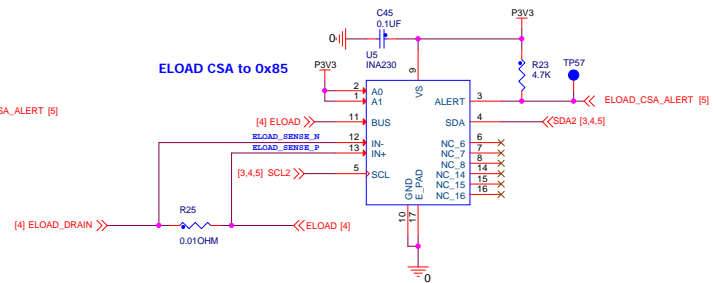 C45
0.1UF
P3V3
0
ELOAD CSA to 0x85
U5
INA230
P3V3
R23
4.7K
TP57
9
VS
2
A0
1
A1
ALERT
3
ELOAD_CSA_ALERT [5]
SA_ALERT [5]
[4] ELOAD
11
BUS
SDA
4
SDA2 [3,4,5]
ELOAD_SENSE_N
12
IN-
NC_6
6
ELOAD_SENSE_P
13
IN+
NC_7
7
NC_8
8
[3,4,5] SCL2
5
SCL
NC_14
14
NC_15
15
NC_16
16
GND
E_PAD
10
17
R25
[4] ELOAD_DRAIN
ELOAD [4]
0.01OHM
0